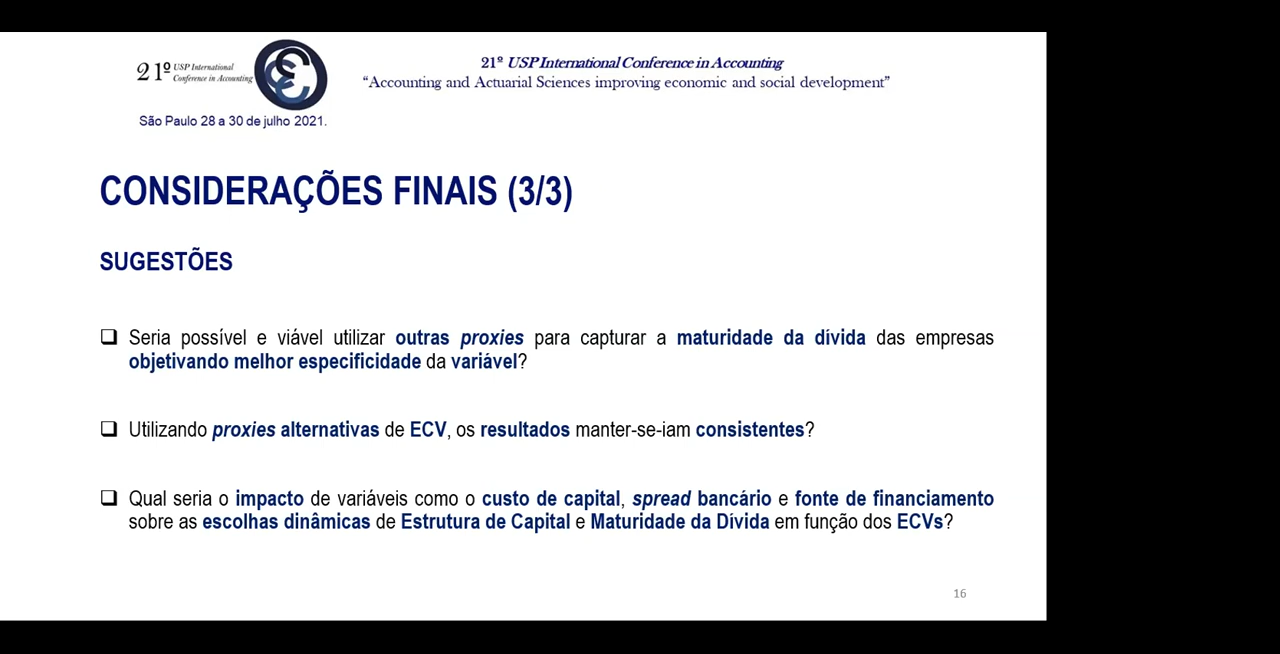 21º USP International
Conference in Accounting
São Paulo 28 a 30 de julho 2021.
21º USP International Conference in Accounting
“Accounting and Actuarial Sciences improving economic and social development”
CONSIDERAÇÕES FINAIS (3/3)
SUGESTÕES
Seria possível e viável utilizar outras proxies para capturar a maturidade da dívida das empresas
objetivando melhor especificidade da variável?
Utilizando proxies alternativas de ECV, os resultados manter-se-iam consistentes?
Qual seria o impacto de variáveis como o custo de capital, spread bancário e fonte de financiamento
sobre as escolhas dinâmicas de Estrutura de Capital e Maturidade da Dívida em função dos ECVs?
16